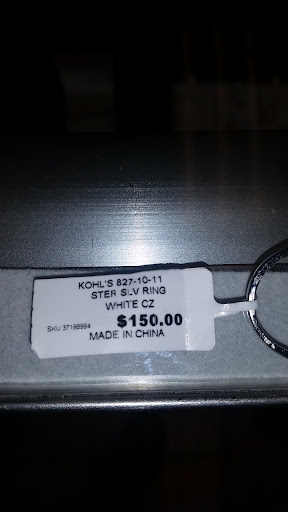 KOHL'S 827-10-11
STER SLV RING
WHITE CZ
SKU 37198994 $150.00
MADE IN CHINA